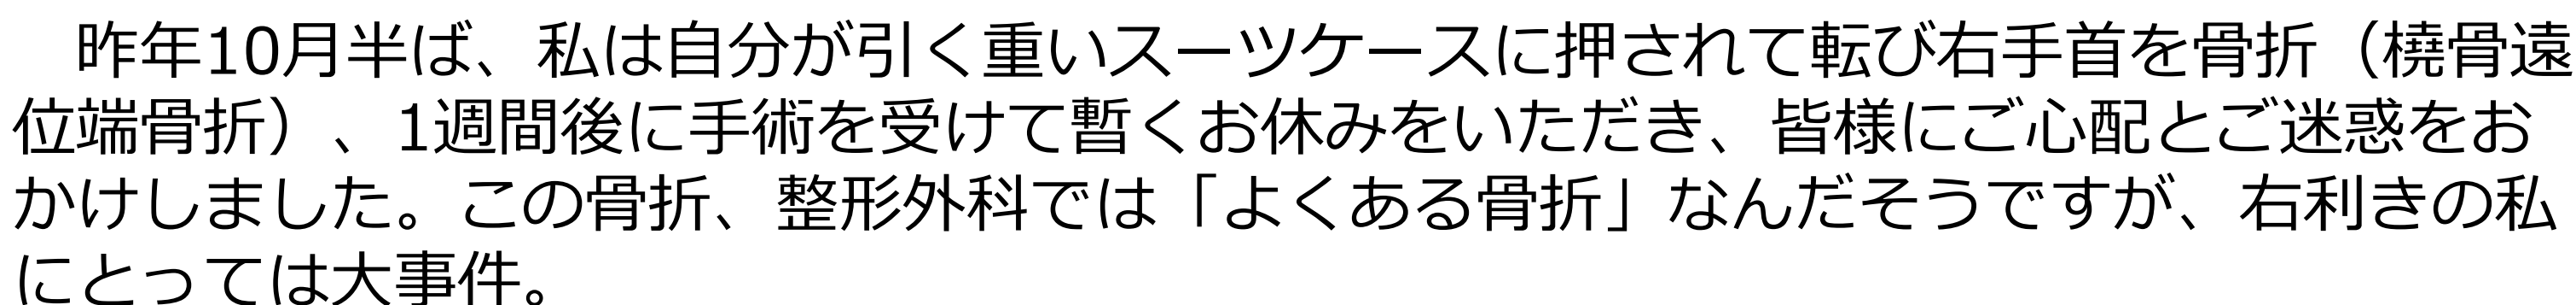 昨年10月半ば、私は自分が引く重いスーツケースに押されて転び右手首を骨折（橈骨遠
位端骨折）、1週間後に手術を受けて暫くお休みをいただき、皆様にご心配とご迷惑をお
かけしました。この骨折、整形外科では「よくある骨折」なんだそうですが、右利きの私
にとっては大事件。